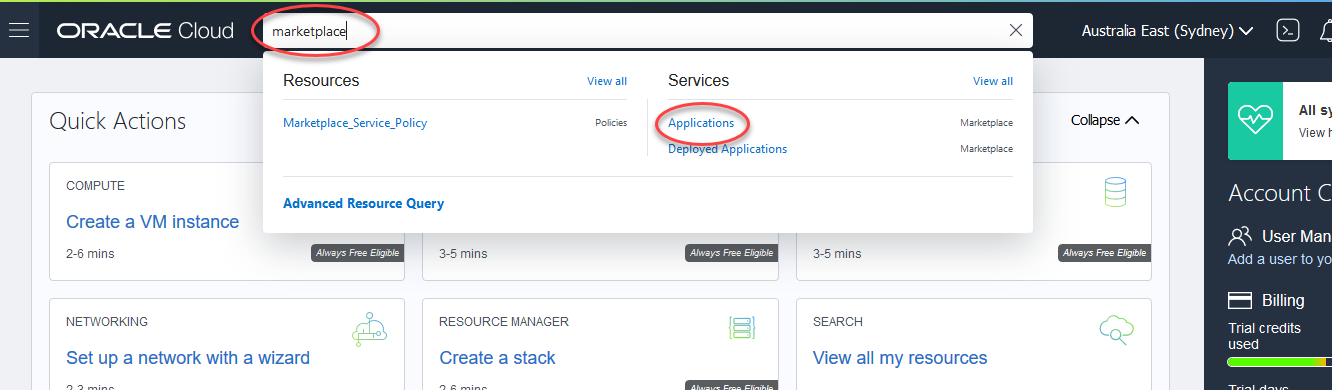 ORACLE Cloud
marketplace
Australia East (Sydney)
Resources
View all
Marketplace_Service_Policy
Policies
Services
View all
Applications
Marketplace
Deployed Applications
Marketplace
Advanced Resource Query
Quick Actions
Collapse
COMPUTE
Create a VM instance
2-6 mins
Always Free Eligible
3-5 mins
Always Free Eligible
3-5 mins
Always Free Eligible
NETWORKING
Set up a network with a wizard
2-3 mins
RESOURCE MANAGER
Create a stack
2-6 mins
Always Free Eligible
SEARCH
View all my resources
All sy
View h
Account C
User Man
Add a user to yo
Billing
Trial credits
used
Trial days